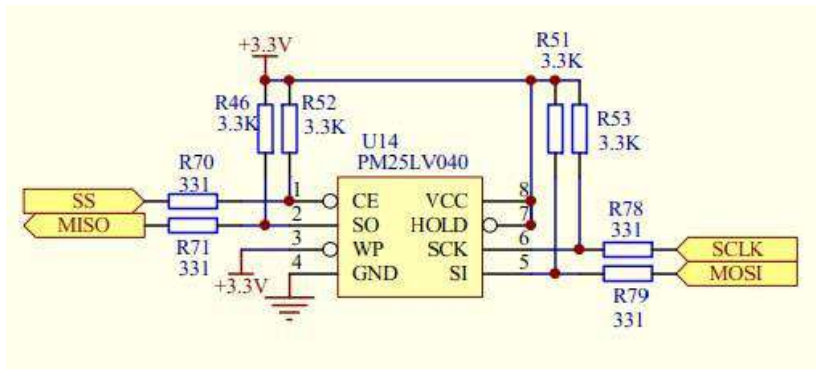 +3.3V
R51
3.3K
R46
3.3K
R52
3.3K
R53
3.3K
U14
PM25LV040
R70
331
SS
1
CE
VCC
8
MISO
2
SO
HOLD
7
R78
331
R71
331
3
WP
SCK
6
SCLK
+3.3V
4
GND
SI
5
MOSI
R79
331